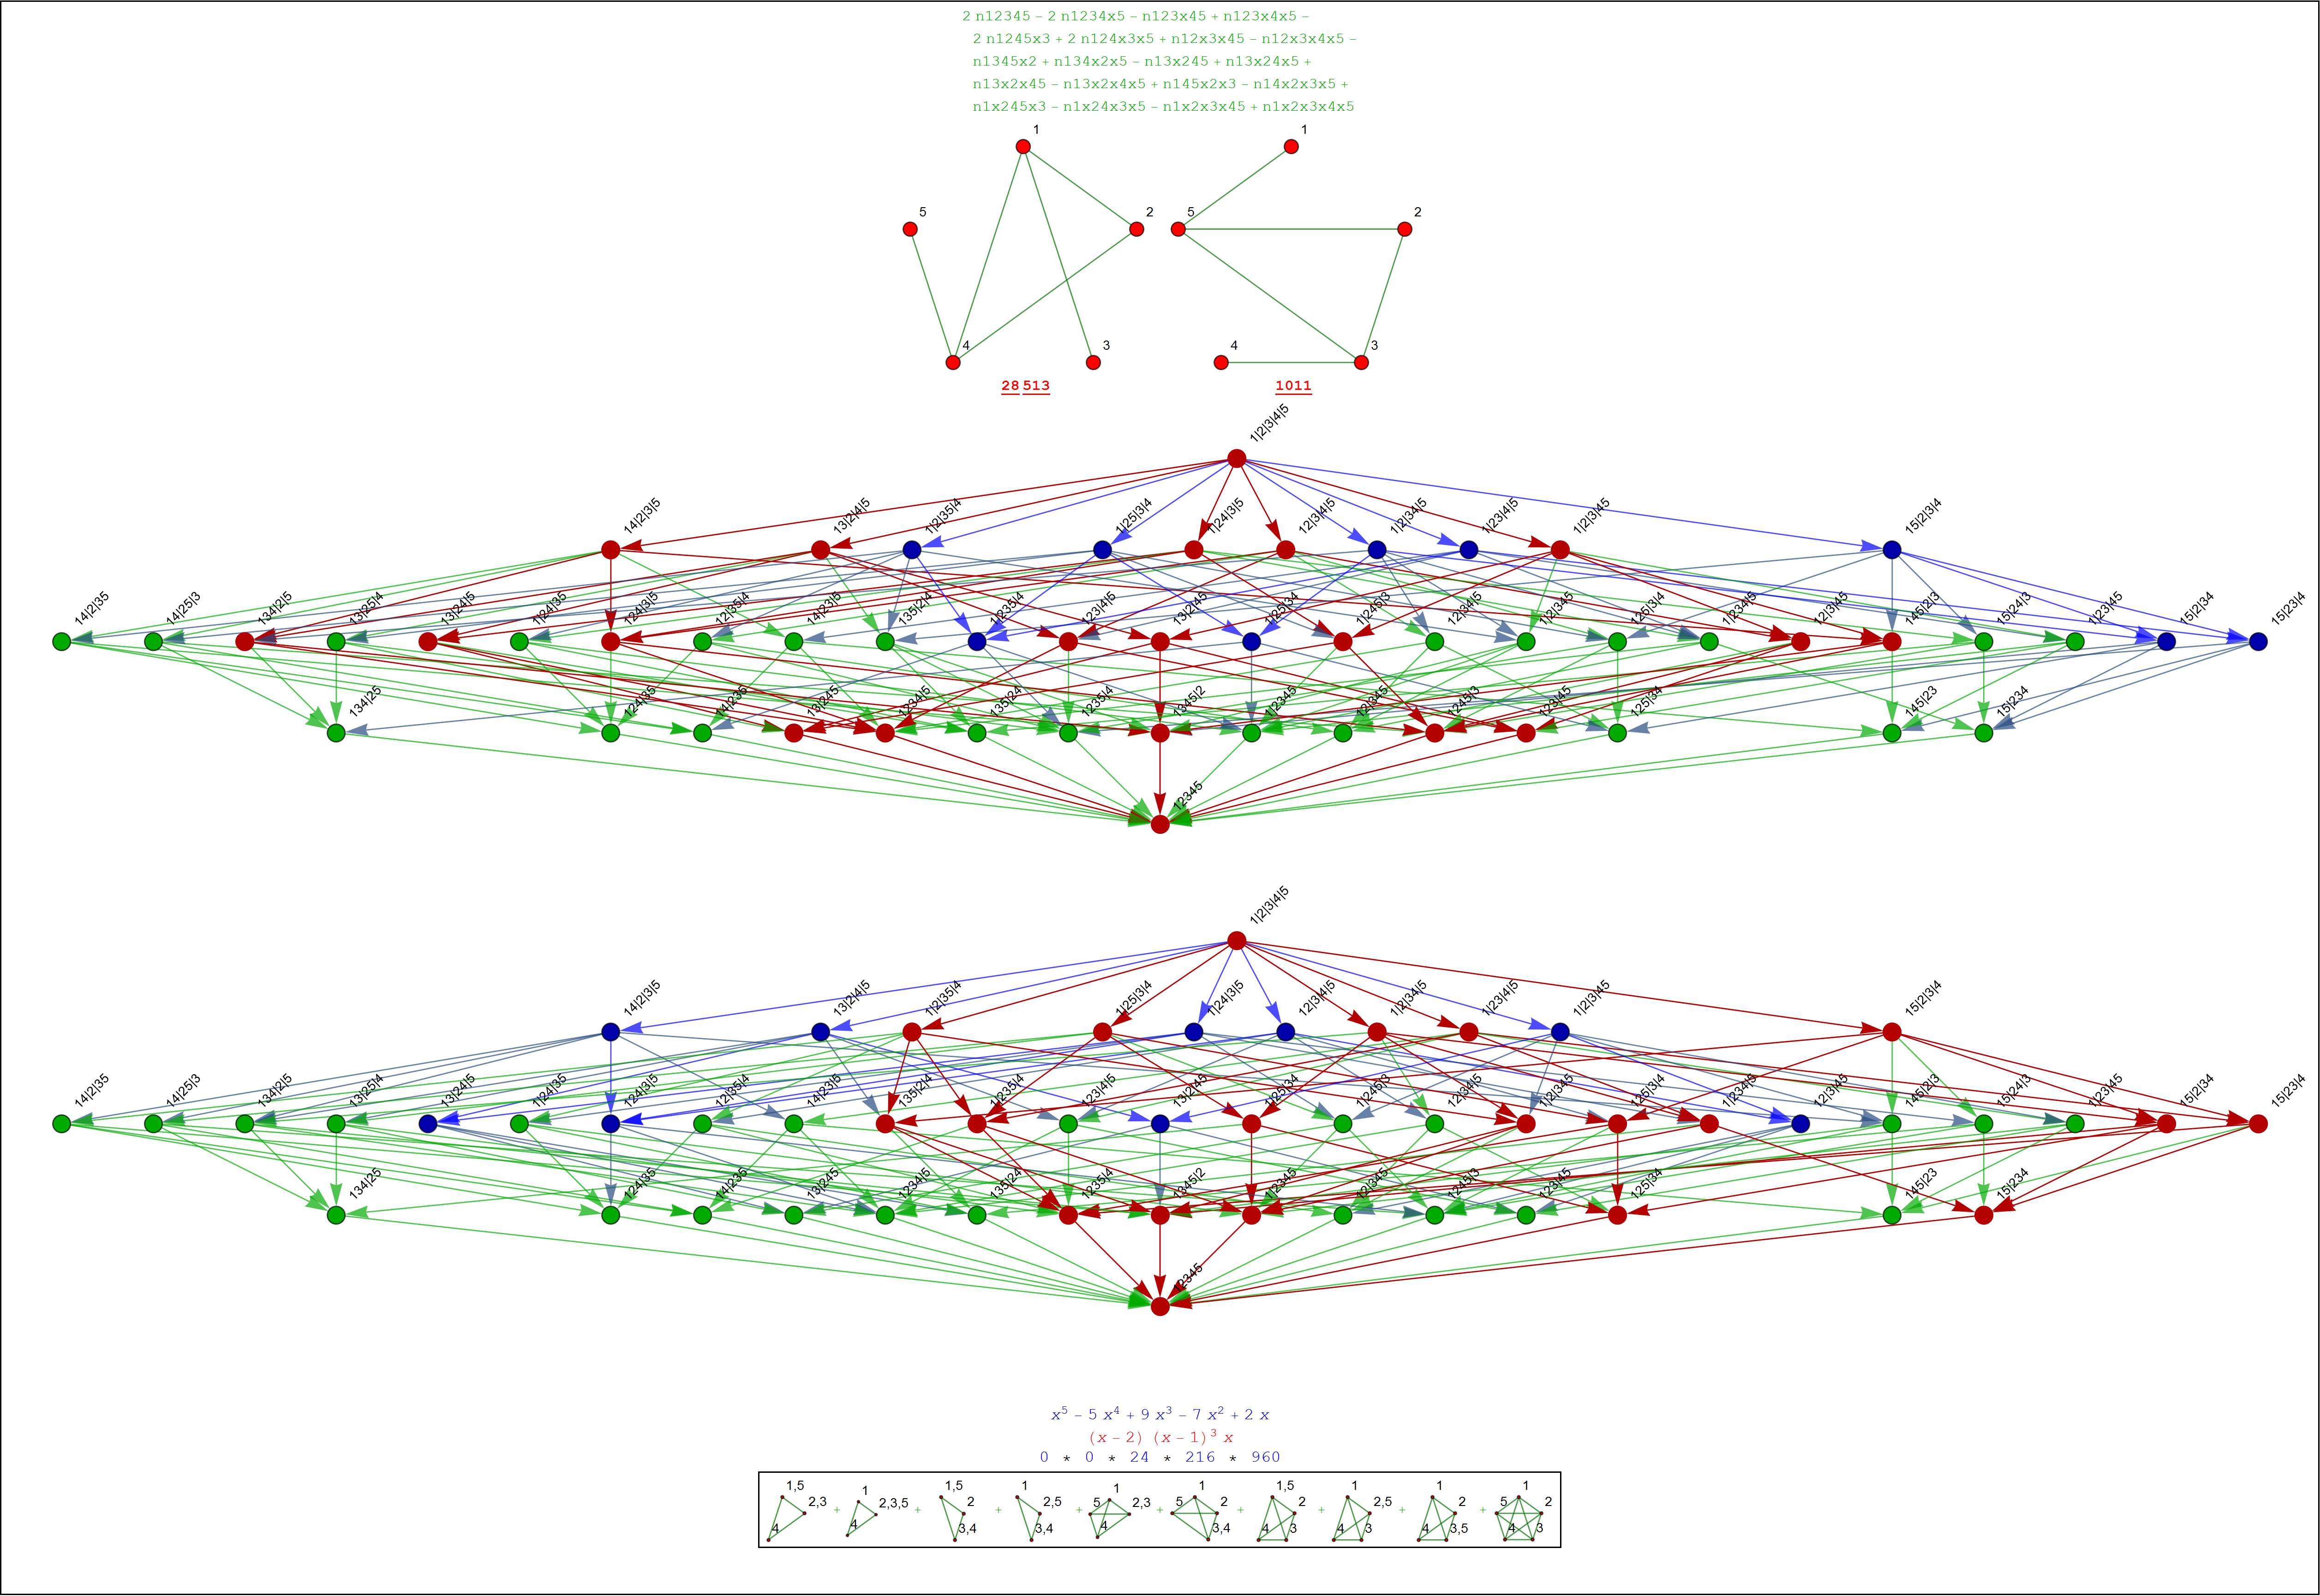 2 n12345 – 2 n1234x5 – n123x45 + n123x4x5 –
2 n1245x3 + 2 n124x3x5 + n12x3x45 – n12x3x4x5 –
n1345x2 + n134x2x5 – n13x245 + n13x24x5 +
n13x2x45 – n13x2x4x5 + n145x2x3 – n14x2x3x5 +
n1x245x3 – n1x24x3x5 – n1x2x3x45 + n1x2x3x4x5
1 1
5 2 5 2
4 3 4 3
28 513 1011
1|2|3|4|5
14|2|3|5 13|2|4|5 1|2|35|4 1|25|3|4 1|24|3|5 12|3|4|5 1|2|34|5 1|23|4|5 1|2|3|45 15|2|3|4
14|2|35 14|25|3 134|2|5 13|25|4 13|24|5 1|24|35 124|3|5 12|35|4 14|23|5 135|2|4 1|235|4 123|4|5 13|2|45 1|25|34 1|245|3 12|34|5 1|2|345 125|3|4 1|234|5 12|3|45 145|2|3 15|24|3 1|23|45 15|2|34 15|23|4
134|25 124|35 14|235 13|245 1234|5 135|24 1235|4 1345|2 1|2345 12|345 1245|3 123|45 125|34 145|23 15|234
12345
1|2|3|4|5
14|2|3|5 13|2|4|5 1|2|35|4 1|25|3|4 1|24|3|5 12|3|4|5 1|2|34|5 1|23|4|5 1|2|3|45 15|2|3|4
14|2|35 14|25|3 134|2|5 13|25|4 13|24|5 1|24|35 124|3|5 12|35|4 14|23|5 135|2|4 1|235|4 123|4|5 13|2|45 1|25|34 1|245|3 12|34|5 1|2|345 125|3|4 1|234|5 12|3|45 145|2|3 15|24|3 1|23|45 15|2|34 15|23|4
134|25 124|35 14|235 13|245 1234|5 135|24 1235|4 1345|2 1|2345 12|345 1245|3 123|45 125|34 145|23 15|234
12345
x⁵ – 5 x⁴ + 9 x³ – 7 x² + 2 x
(x – 2) (x – 1)³ x
0 * 0 * 24 * 216 * 960
1,5 2,3 4 + 1 2,3,5 4 + 1,5 2 3,4 + 1 2,5 3,4 + 5 1 2,3 4 + 5 1 2 3,4 + 1,5 2 4 3 + 1 2,5 4 3 + 1 2 4 3,5 + 5 1 2 4 3